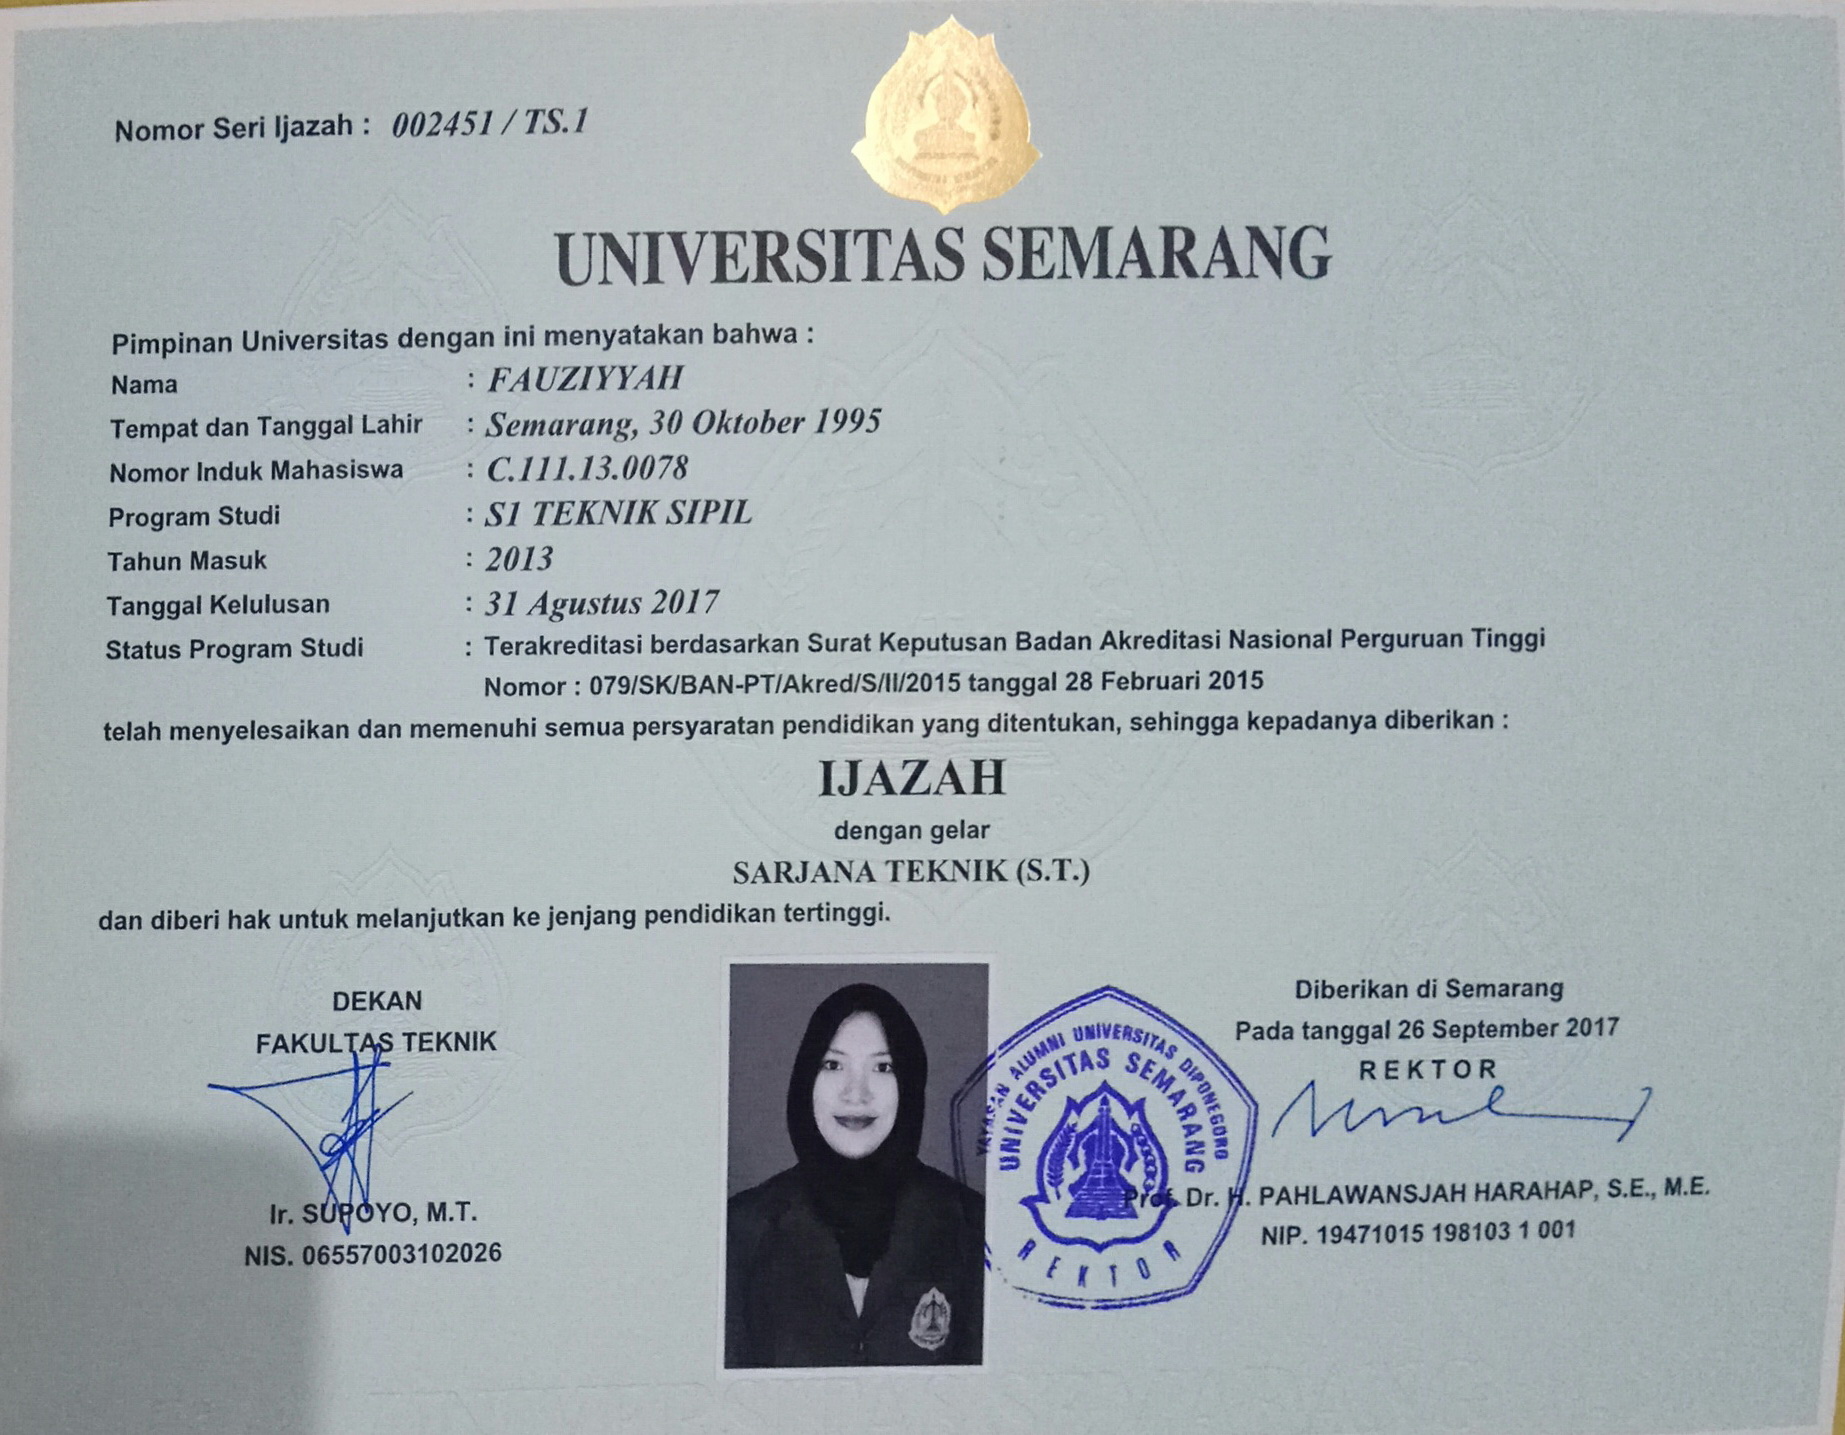 Nomor Seri Ijazah : 002451 / TS.1
UNIVERSITAS SEMARANG
Pimpinan Universitas dengan ini menyatakan bahwa :
Nama : FAUZIYYAH
Tempat dan Tanggal Lahir : Semarang, 30 Oktober 1995
Nomor Induk Mahasiswa : C.111.13.0078
Program Studi : S1 TEKNIK SIPIL
Tahun Masuk : 2013
Tanggal Kelulusan : 31 Agustus 2017
Status Program Studi : Terakreditasi berdasarkan Surat Keputusan Badan Akreditasi Nasional Perguruan Tinggi
Nomor : 079/SK/BAN-PT/Akred/S/II/2015 tanggal 28 Februari 2015
telah menyelesaikan dan memenuhi semua persyaratan pendidikan yang ditentukan, sehingga kepadanya diberikan :
IJAZAH
dengan gelar
SARJANA TEKNIK (S.T.)
dan diberi hak untuk melanjutkan ke jenjang pendidikan tertinggi.
DEKAN
FAKULTAS TEKNIK
Ir. SUPOYO, M.T.
NIS. 06557003102026
YAYASAN ALUMNI UNIVERSITAS DIPONEGORO
UNIVERSITAS SEMARANG
REKTOR
Diberikan di Semarang
Pada tanggal 26 September 2017
REKTOR
Prof. Dr. H. PAHLAWANSJAH HARAHAP, S.E., M.E.
NIP. 19471015 198103 1 001